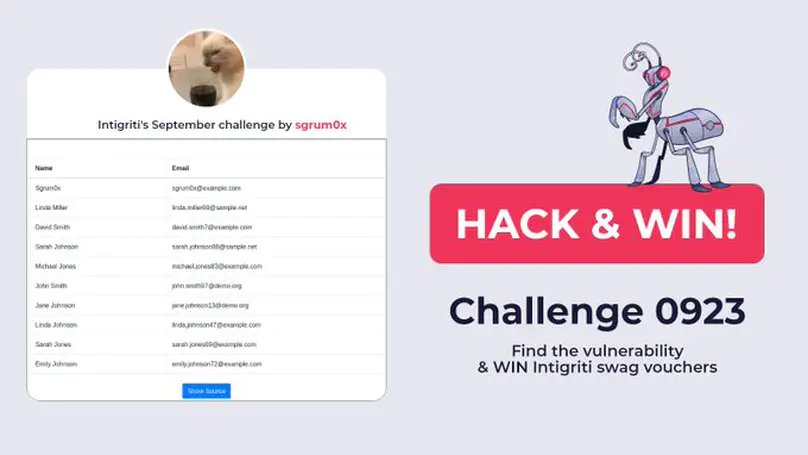 Intigriti's September challenge by sgrum0x
Name Email
Sgrum0x sgrum0x@example.com
Linda Miller linda.miller69@sample.net
David Smith david.smith7@example.com
Sarah Johnson sarah.johnson88@sample.net
Michael Jones michael.jones83@example.com
John Smith john.smith97@demo.org
Jane Johnson jane.johnson13@demo.org
Linda Johnson linda.johnson47@example.com
Sarah Jones sarah.jones69@example.com
Emily Johnson emily.johnson72@example.com
Show Source
HACK & WIN!
Challenge 0923
Find the vulnerability
& WIN Intigriti swag vouchers